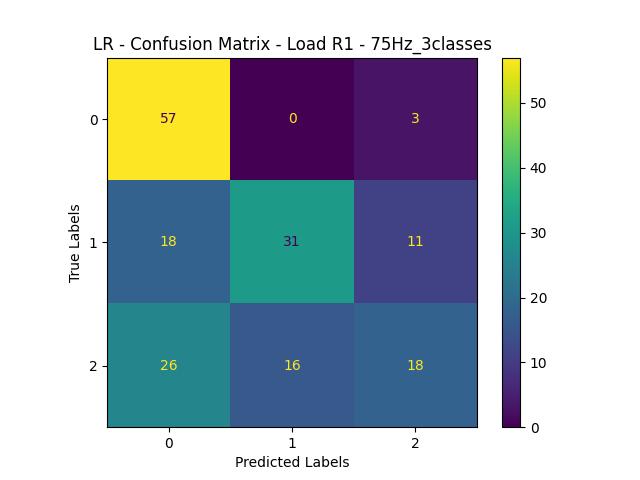 LR - Confusion Matrix - Load R1 - 75Hz_3classes
0 57 0 3
1 18 31 11
2 26 16 18
0 1 2
Predicted Labels
True Labels
50
40
30
20
10
0